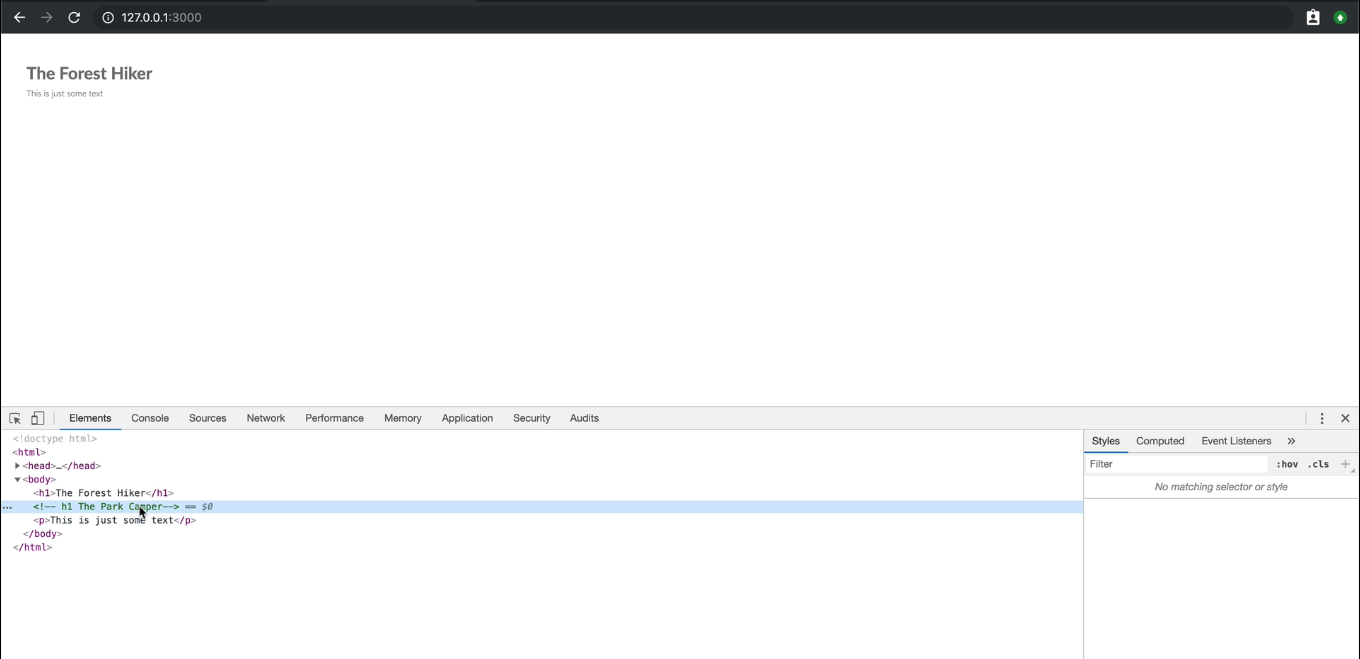 127.0.0.1:3000
The Forest Hiker
This is just some text
Elements Console Sources Network Performance Memory Application Security Audits
<!doctype html>
<html>
<head>…</head>
<body>
<h1>The Forest Hiker</h1>
<!-- h1 The Park Camper--> == $0
<p>This is just some text</p>
</body>
</html>
Styles Computed Event Listeners »
Filter :hov .cls +
No matching selector or style